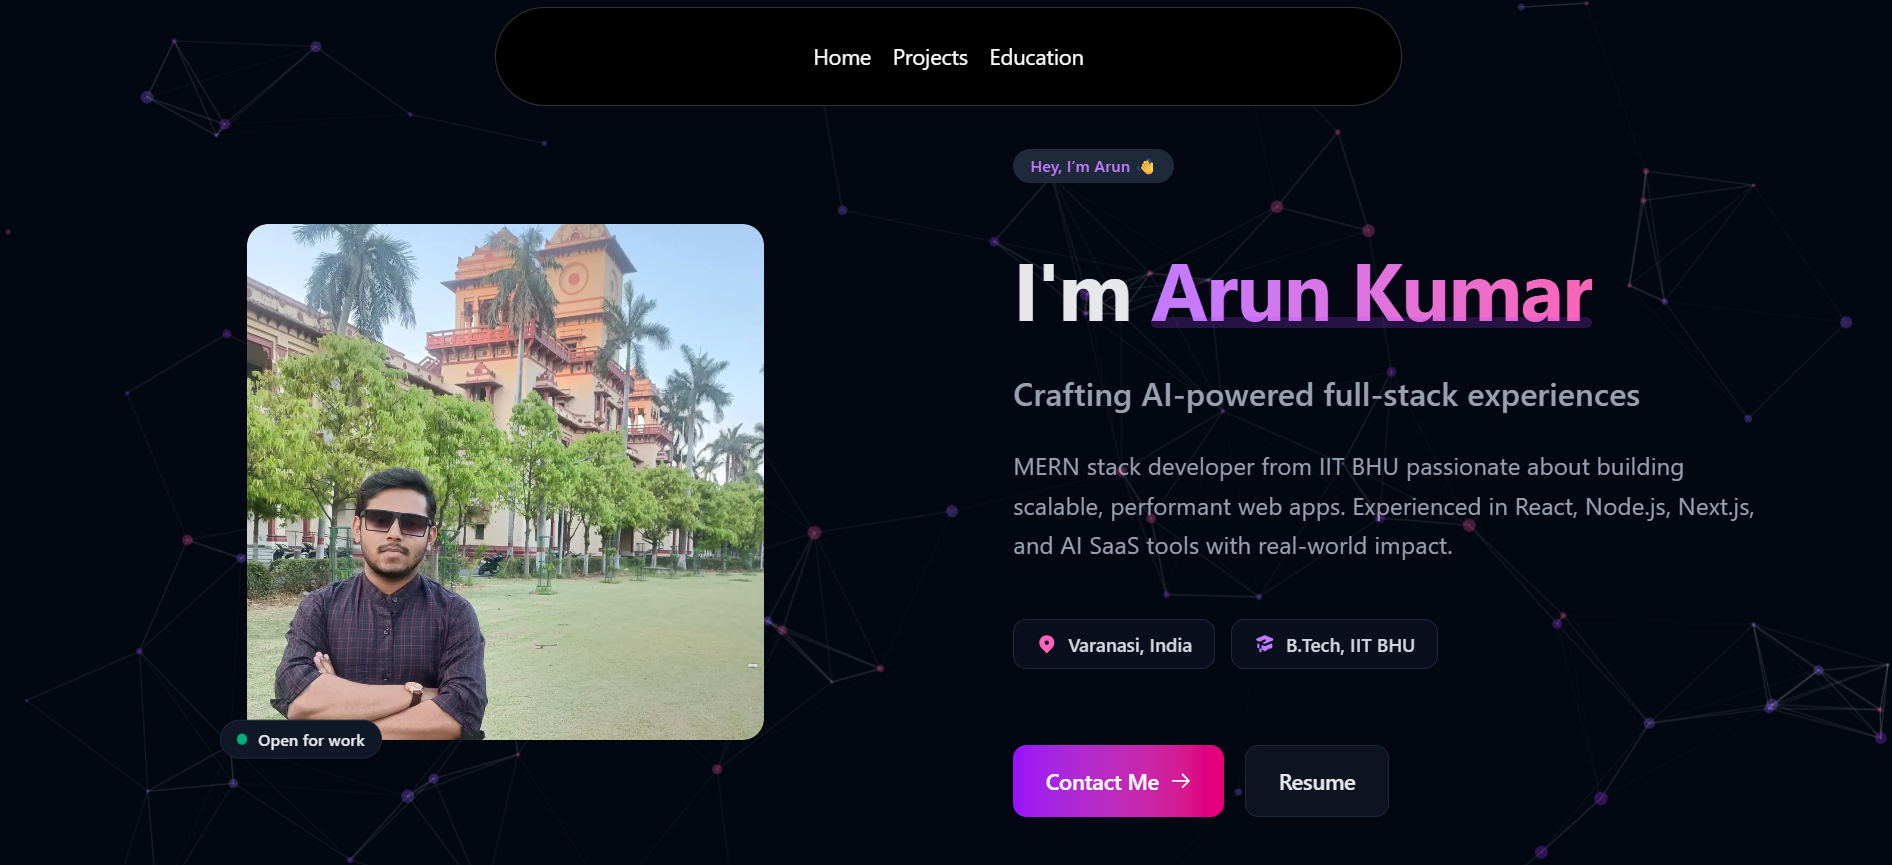 Home Projects Education
Hey, I'm Arun 👋
I'm Arun Kumar
Crafting AI-powered full-stack experiences
MERN stack developer from IIT BHU passionate about building
scalable, performant web apps. Experienced in React, Node.js, Next.js,
and AI SaaS tools with real-world impact.
Varanasi, India
B.Tech, IIT BHU
Open for work
Contact Me →
Resume